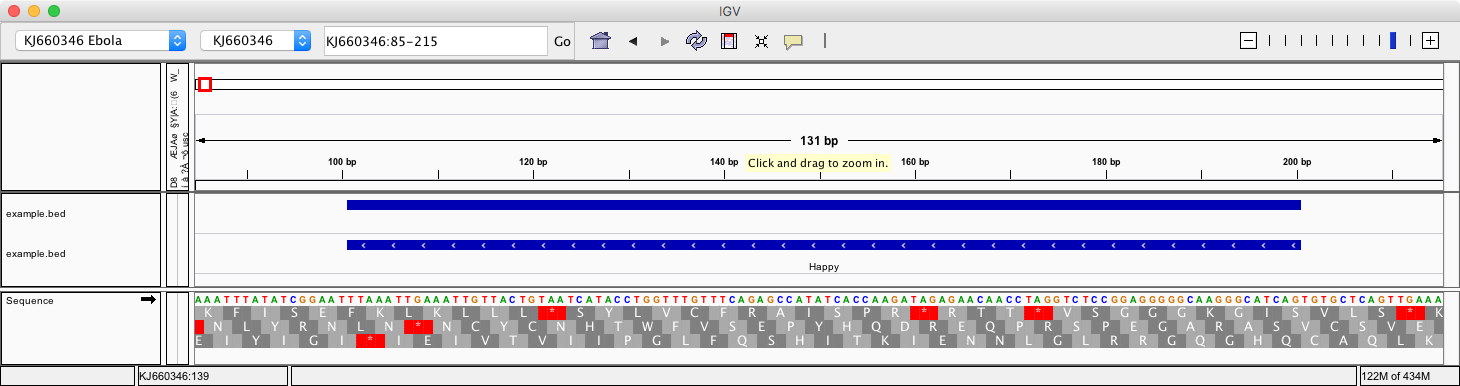 IGV
KJ660346 Ebola
KJ660346
KJ660346:85-215
Go
131 bp
100 bp 120 bp 140 bp 160 bp 180 bp 200 bp
Click and drag to zoom in.
example.bed
example.bed
Happy
Sequence
AAATTTATATCGGAATTTAAATTGAAATTGTTACTGTAATCATACCTGGTTTGTTTCAGAGCCATATCACCAAGATAGAGAACAACCTAGGTCTCCGGAGGGGGCAAGGGCATCAGTGTGCTCAGTTGAAA
K F I S E F K L K L L L * S Y L V C F R A I S P R * R T T * V S G G G K G I S V L S * K
N L Y R N L N * N C Y C N H T W F V S E P Y H Q D R E Q P R S P E G A R A S V C S V E
E I Y I G I * I E I V T V I I P G L F Q S H I T K I E N N L G L R R G Q G H Q C A Q L K
KJ660346:139
122M of 434M